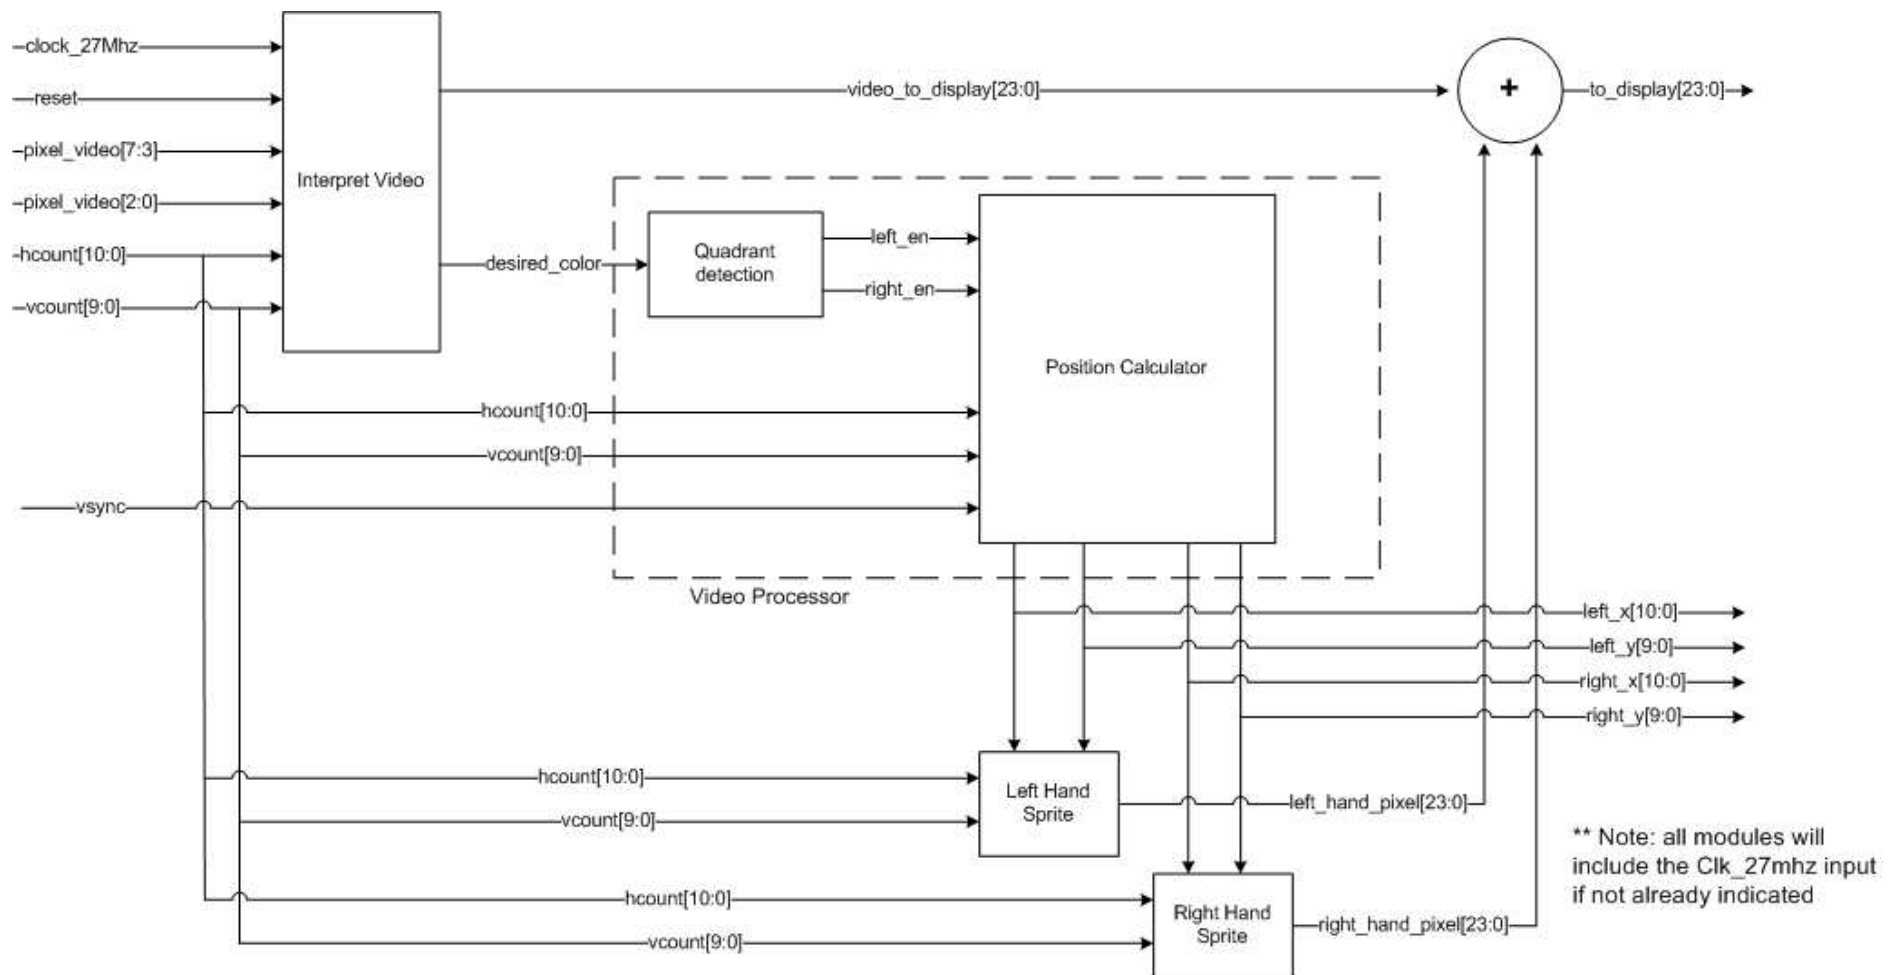 clock_27Mhz
reset
pixel_video[7:3]
pixel_video[2:0]
hcount[10:0]
vcount[9:0]
Interpret Video
video_to_display[23:0]
+
to_display[23:0]
desired_color
Quadrant
detection
left_en
right_en
Position Calculator
hcount[10:0]
vcount[9:0]
vsync
Video Processor
left_x[10:0]
left_y[9:0]
right_x[10:0]
right_y[9:0]
hcount[10:0]
vcount[9:0]
Left Hand
Sprite
left_hand_pixel[23:0]
hcount[10:0]
vcount[9:0]
Right Hand
Sprite
right_hand_pixel[23:0]
** Note: all modules will
include the Clk_27mhz input
if not already indicated